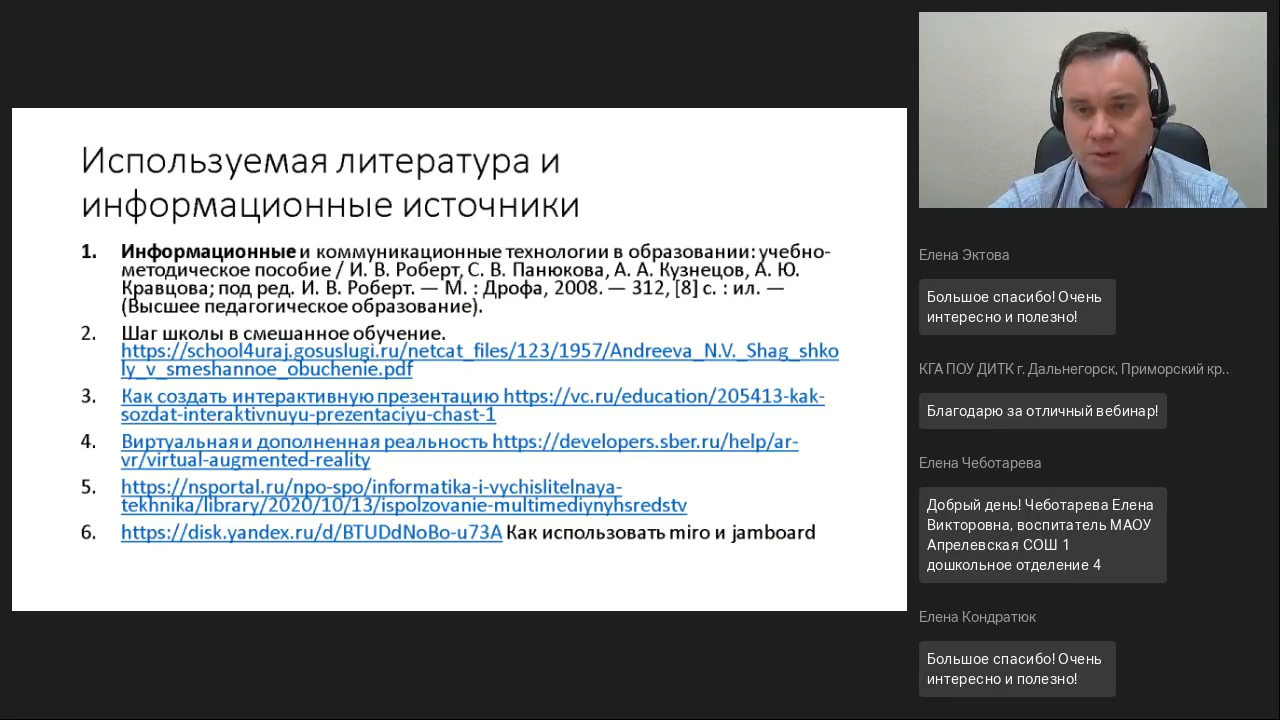 Используемая литература и
информационные источники
1. Информационные и коммуникационные технологии в образовании: учебно-
методическое пособие / И. В. Роберт, С. В. Панюкова, А. А. Кузнецов, А. Ю.
Кравцова; под ред. И. В. Роберт. — М. : Дрофа, 2008. — 312, [8] с. : ил. —
(Высшее педагогическое образование).
2. Шаг школы в смешанное обучение.
https://school4uraj.gosuslugi.ru/netcat_files/123/1957/Andreeva_N.V._Shag_shko
ly_v_smeshannoe_obuchenie.pdf
3. Как создать интерактивную презентацию https://vc.ru/education/205413-kak-
sozdat-interaktivnuyu-prezentaciyu-chast-1
4. Виртуальная и дополненная реальность https://developers.sber.ru/help/ar-
vr/virtual-augmented-reality
5. https://nsportal.ru/npo-spo/informatika-i-vychislitelnaya-
tekhnika/library/2020/10/13/ispolzovanie-multimediynyhsredstv
6. https://disk.yandex.ru/d/BTUDdNoBo-u73A Как использовать miro и jamboard
Елена Эктова
Большое спасибо! Очень
интересно и полезно!
КГА ПОУ ДИТК г. Дальнегорск, Приморский кр..
Благодарю за отличный вебинар!
Елена Чеботарева
Добрый день! Чеботарева Елена
Викторовна, воспитатель МАОУ
Апрелевская СОШ 1
дошкольное отделение 4
Елена Кондратюк
Большое спасибо! Очень
интересно и полезно!